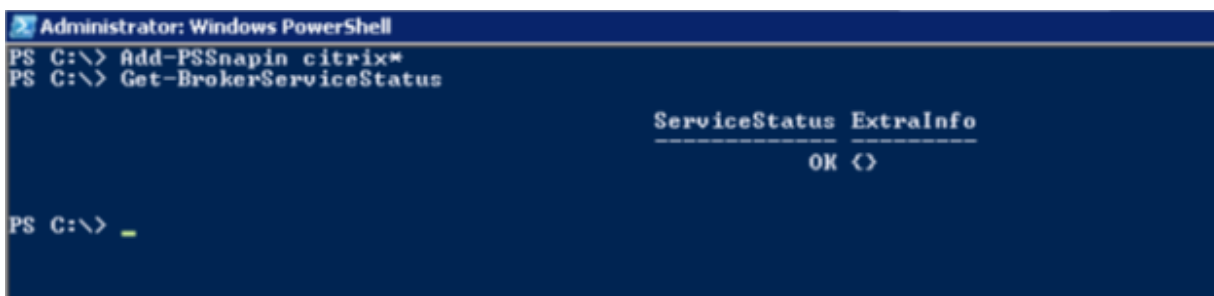 Administrator: Windows PowerShell
PS C:\> Add-PSSnapin citrix*
PS C:\> Get-BrokerServiceStatus
ServiceStatus ExtraInfo
------------- ---------
OK {}
PS C:\> _